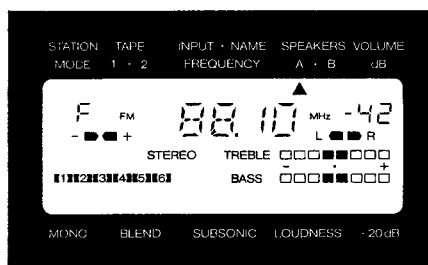 STATION TAPE INPUT · NAME SPEAKERS VOLUME
MODE 1 · 2 FREQUENCY A · B dB
F FM 88.10 MHz -42
- + L R
STEREO TREBLE
- · +
[1][2][3][4][5][6] BASS
MONO BLEND SUBSONIC LOUDNESS -20dB